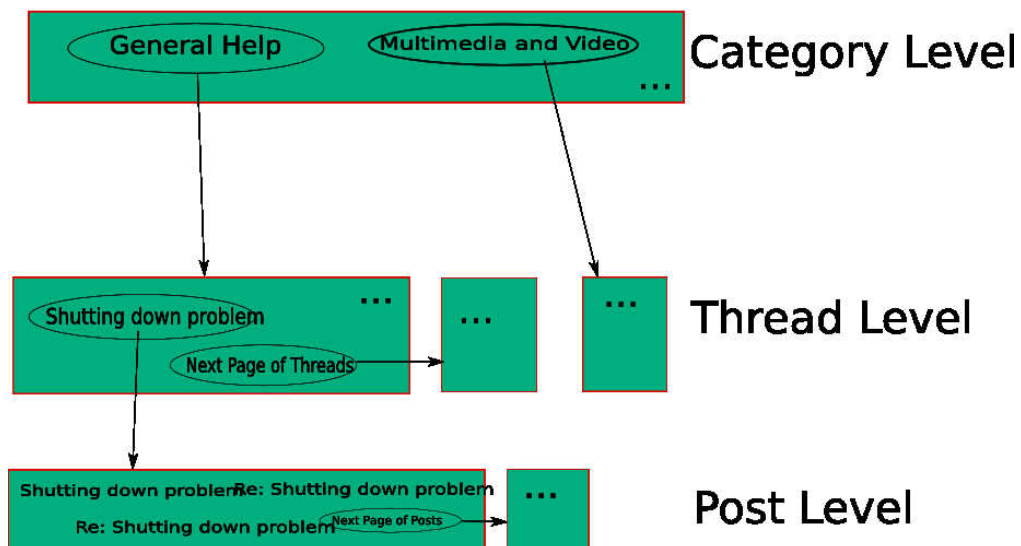 General Help
Multimedia and Video
...
Category Level
Shutting down problem
...
Next Page of Threads
...
...
Thread Level
Shutting down problem
Re: Shutting down problem
Re: Shutting down problem
Next Page of Posts
...
Post Level